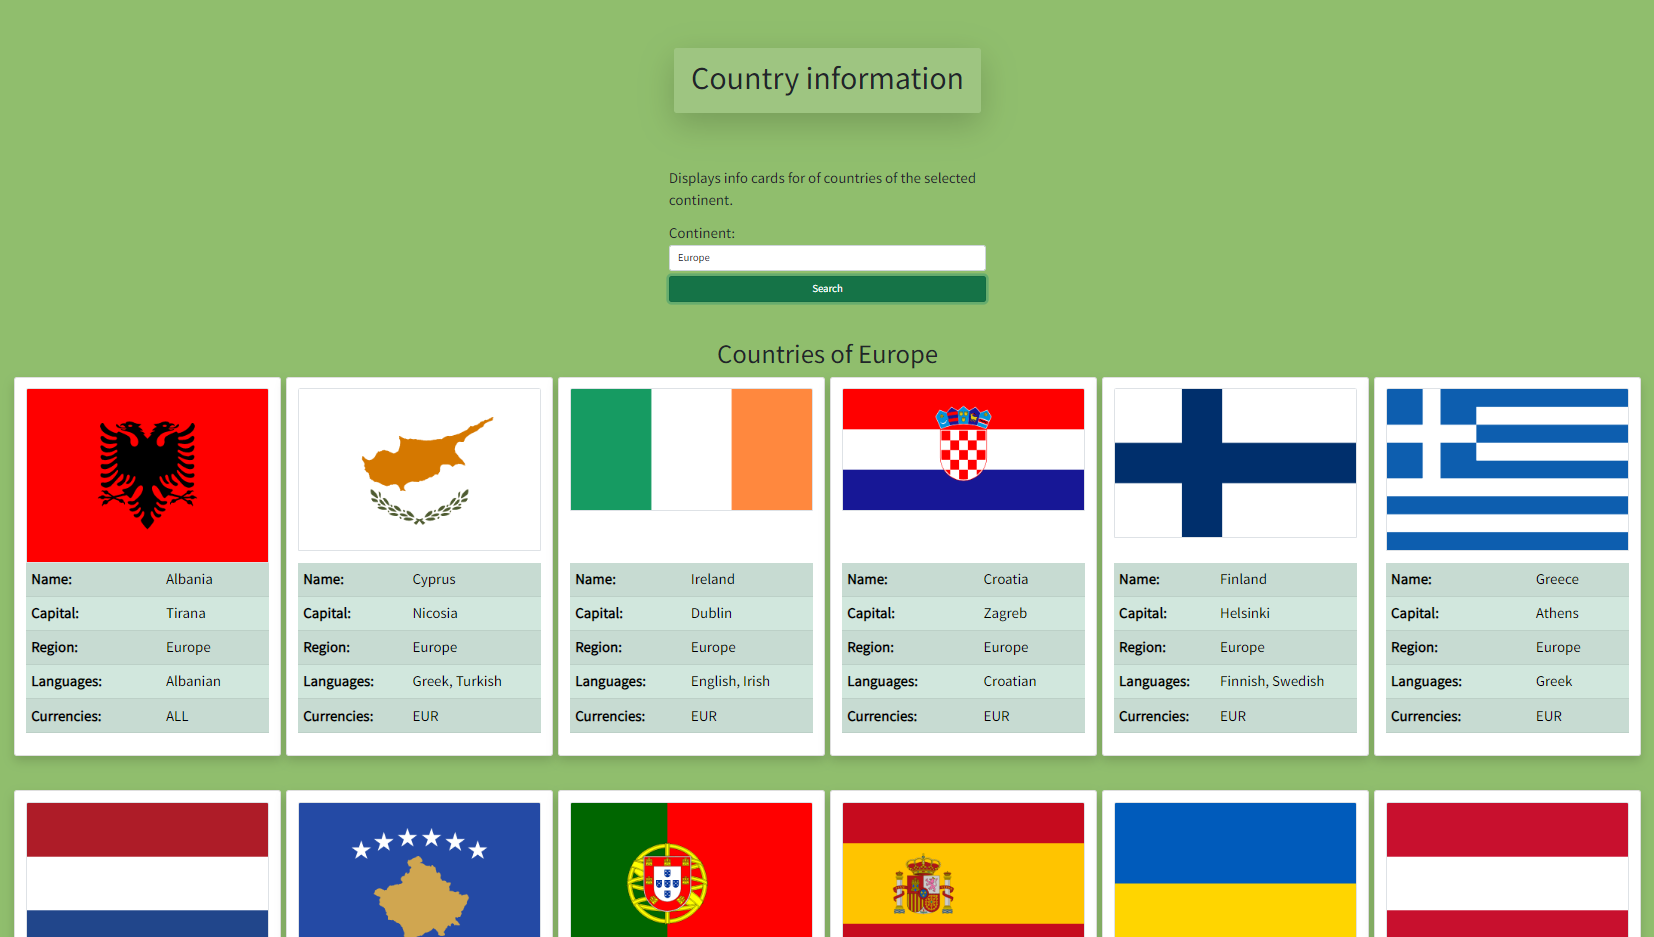 Country information
Displays info cards for of countries of the selected
continent.
Continent:
Europe
Search
Countries of Europe
Name: Albania
Capital: Tirana
Region: Europe
Languages: Albanian
Currencies: ALL
Name: Cyprus
Capital: Nicosia
Region: Europe
Languages: Greek, Turkish
Currencies: EUR
Name: Ireland
Capital: Dublin
Region: Europe
Languages: English, Irish
Currencies: EUR
Name: Croatia
Capital: Zagreb
Region: Europe
Languages: Croatian
Currencies: EUR
Name: Finland
Capital: Helsinki
Region: Europe
Languages: Finnish, Swedish
Currencies: EUR
Name: Greece
Capital: Athens
Region: Europe
Languages: Greek
Currencies: EUR